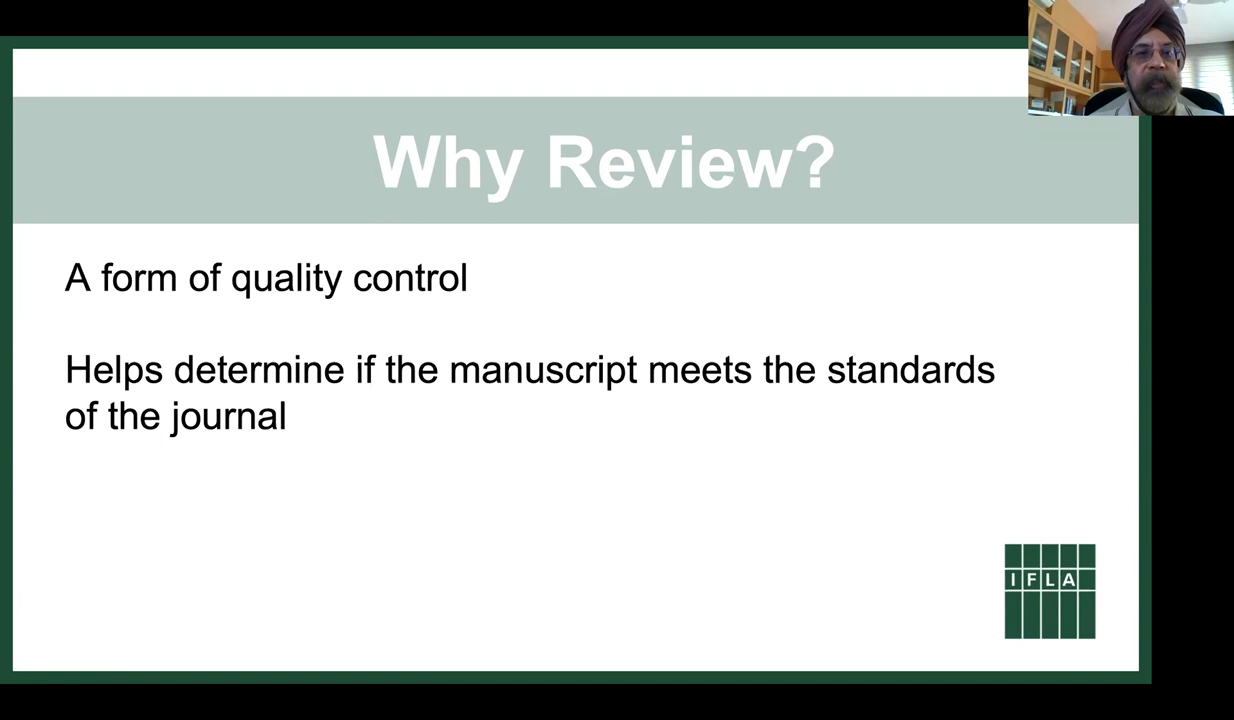 Why Review?
A form of quality control
Helps determine if the manuscript meets the standards
of the journal
IFLA